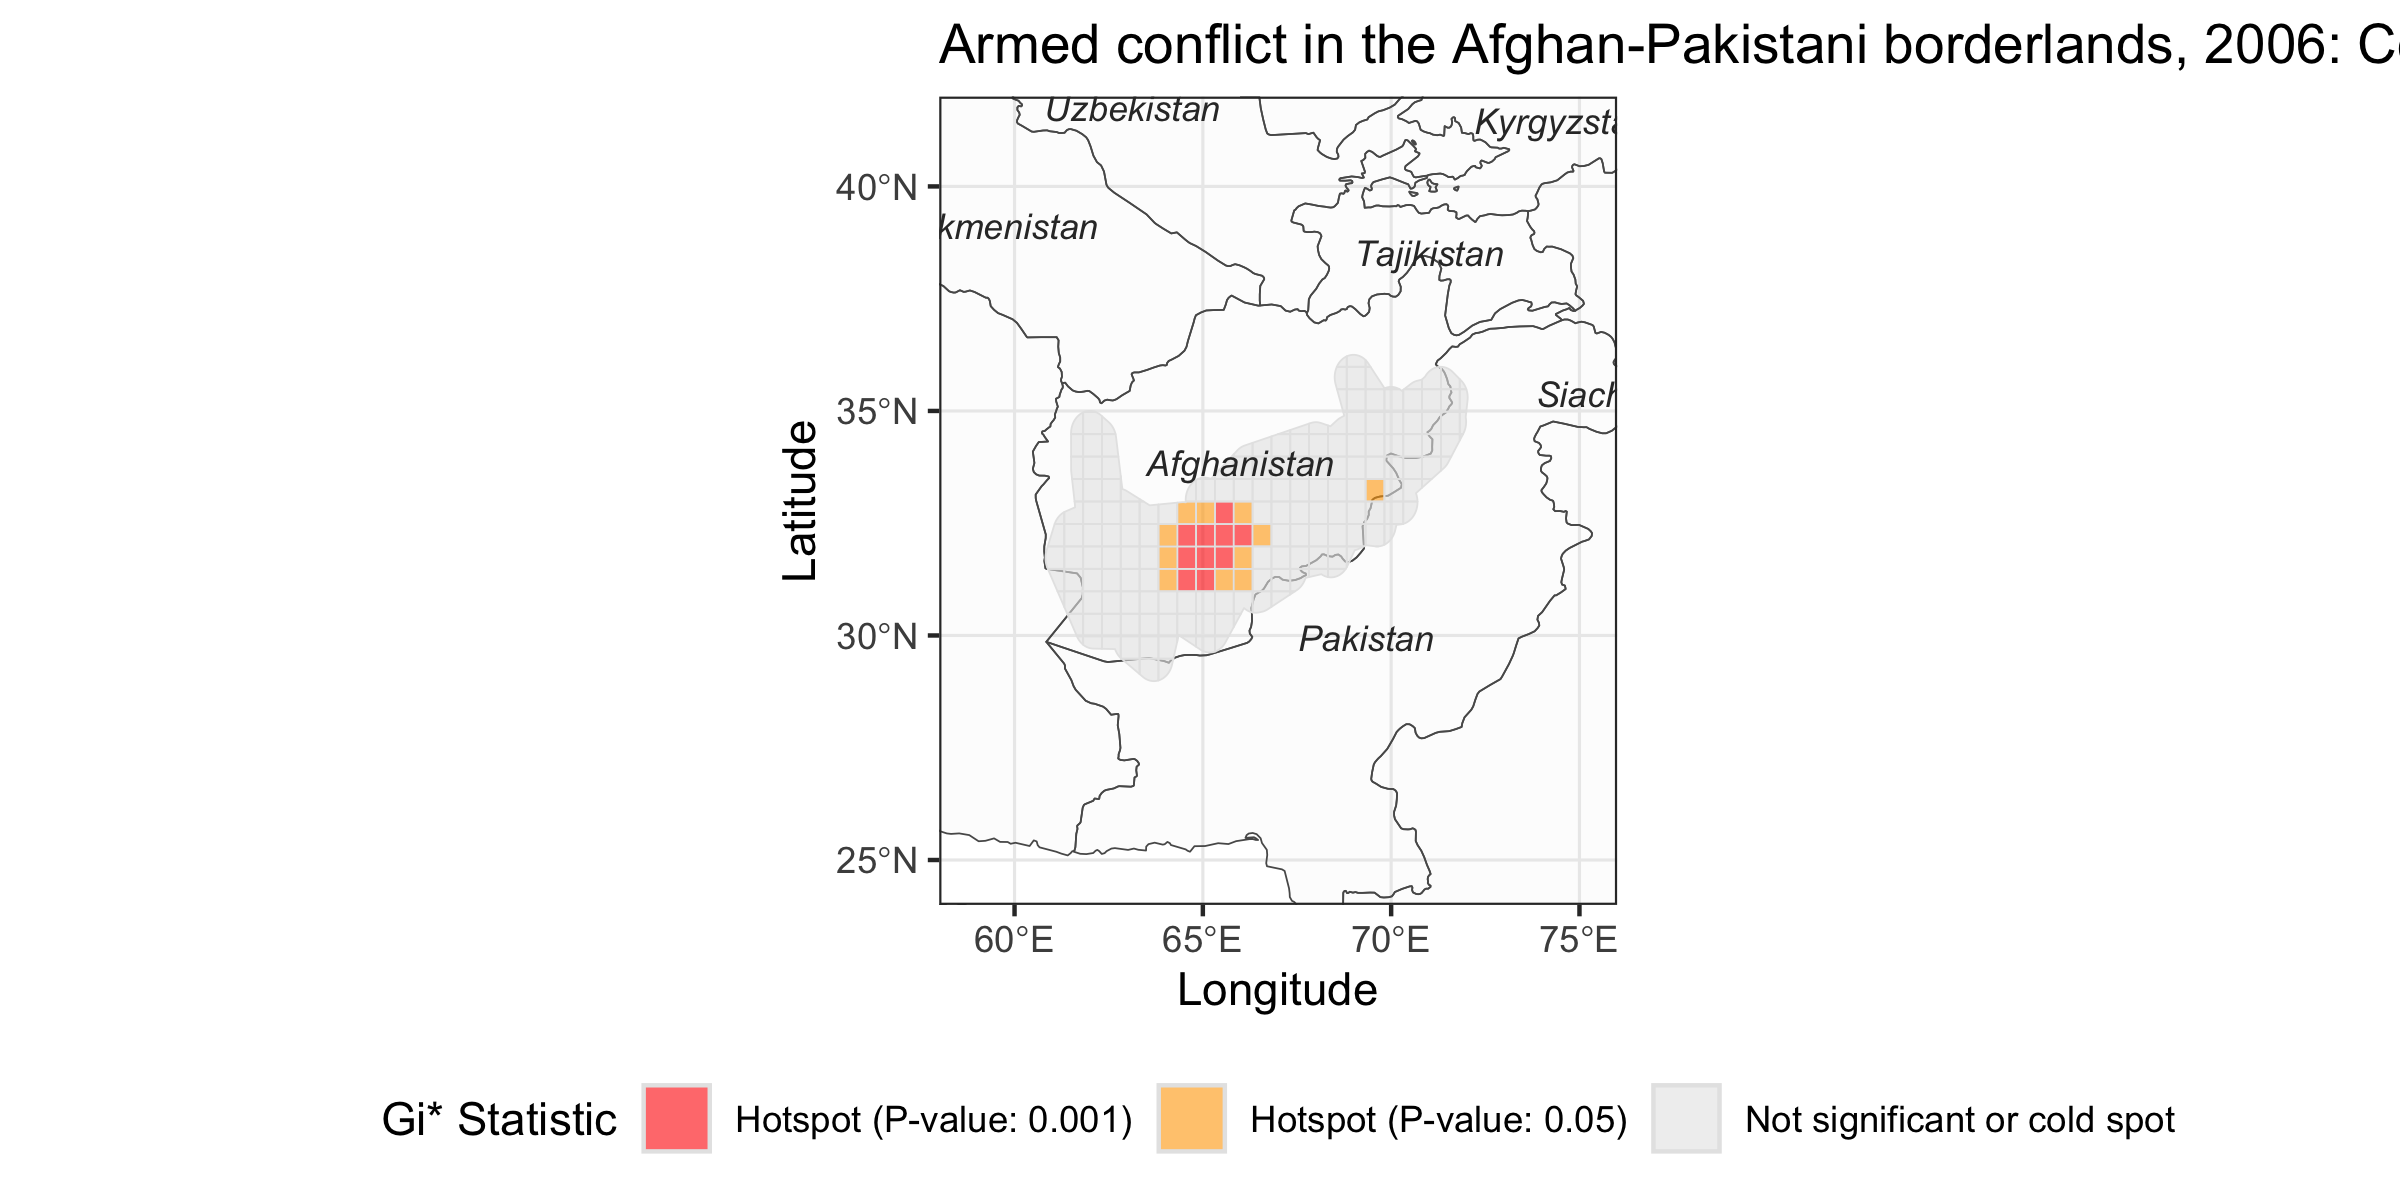 Armed conflict in the Afghan-Pakistani borderlands, 2006: C
Uzbekistan
Kyrgyzst
40°N
kmenistan
Tajikistan
35°N
Siach
Afghanistan
Latitude
30°N
Pakistan
25°N
60°E 65°E 70°E 75°E
Longitude
Gi* Statistic Hotspot (P-value: 0.001) Hotspot (P-value: 0.05) Not significant or cold spot